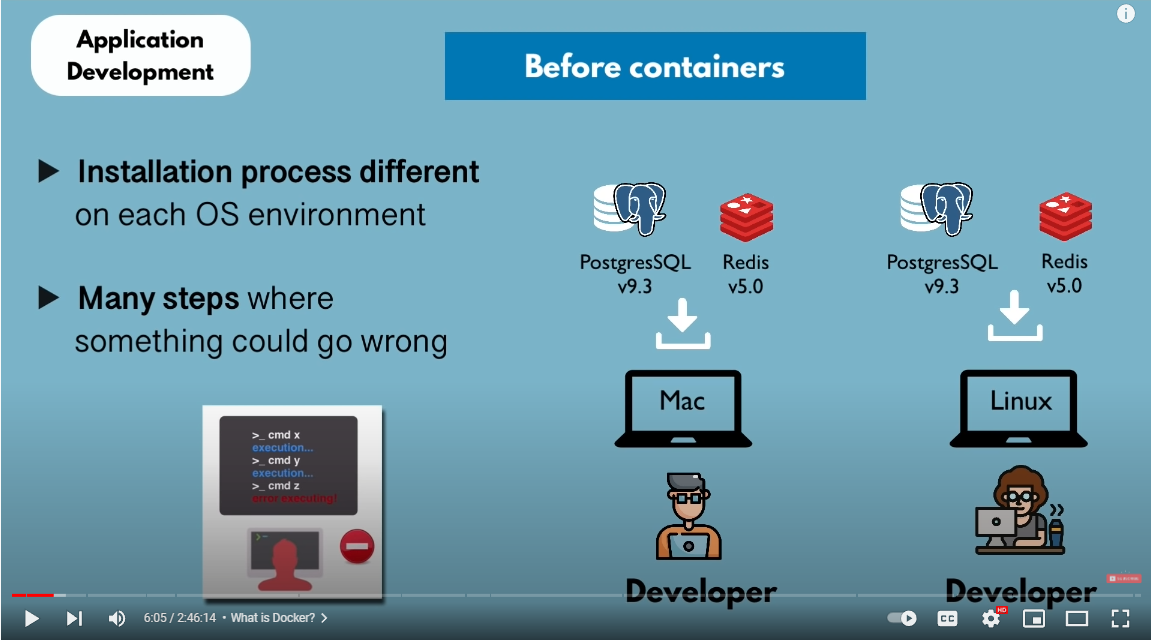 Application
Development
Before containers
Installation process different
on each OS environment
Many steps where
something could go wrong
>_ cmd x
execution...
>_ cmd y
execution...
>_ cmd z
error executing!
PostgresSQL
v9.3
Redis
v5.0
Mac
Developer
PostgresSQL
v9.3
Redis
v5.0
Linux
Developer
6:05 / 2:46:14 • What is Docker? >
CC
HD